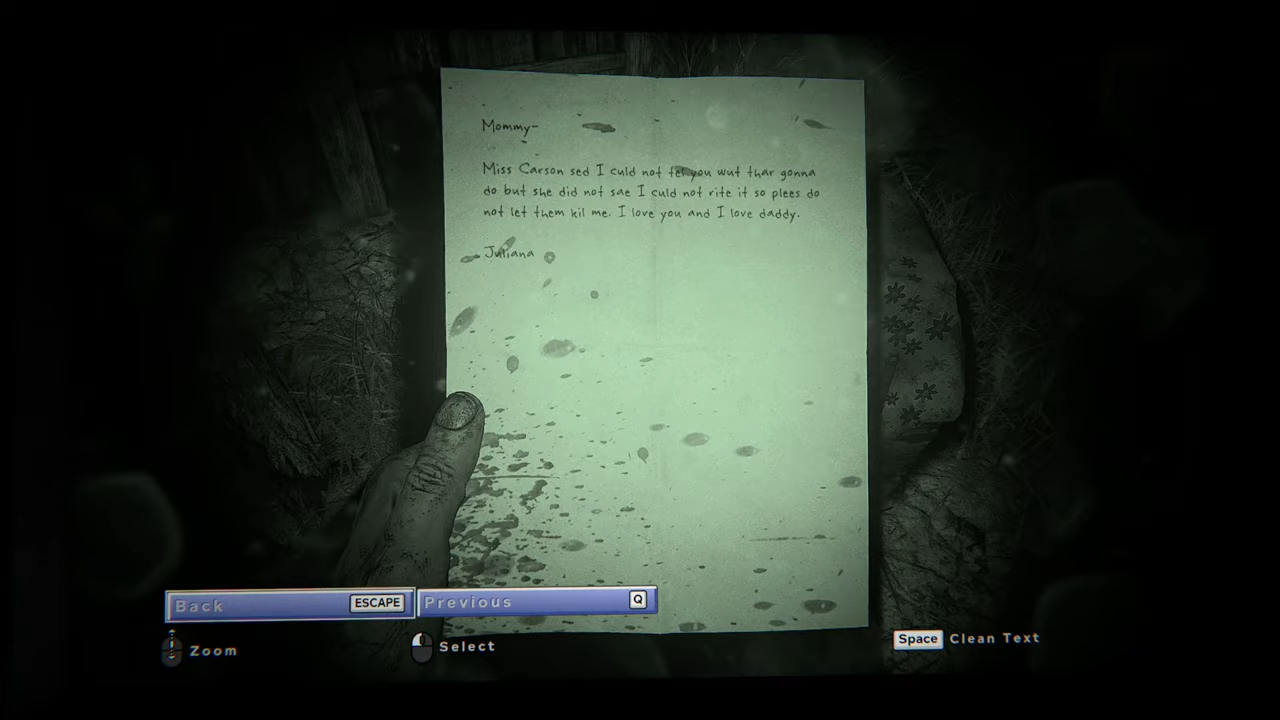 Mommy-
Miss Carson sed I culd not tel you wut thar gonna
do but she did not sae I culd not rite it so plees do
not let them kil me. I love you and I love daddy.
Juliana
Back ESCAPE Previous Q
Zoom Select Space Clean Text